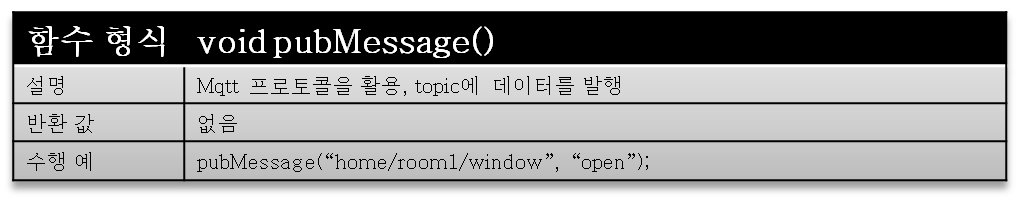 함수 형식 void pubMessage()
설명 Mqtt 프로토콜을 활용, topic에 데이터를 발행
반환 값 없음
수행 예 pubMessage(“home/room1/window”, “open”);